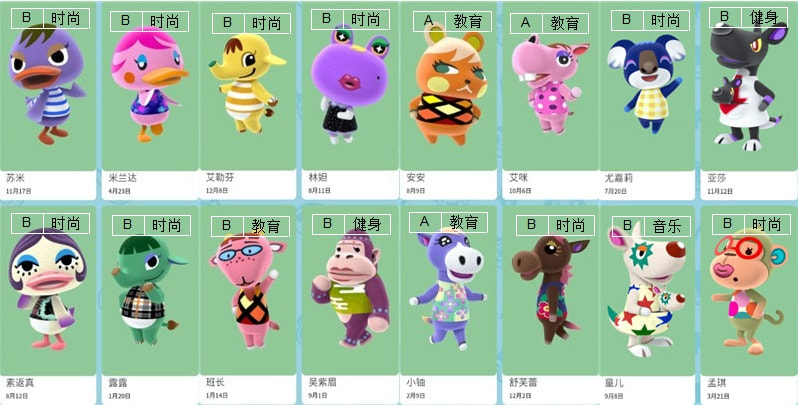 B 时尚 B 时尚 B 时尚 B 时尚 A 教育 A 教育 B 时尚 B 健身
苏米 米兰达 艾勒芬 林妲 安安 艾咪 尤嘉莉 亚莎
11月17日 4月23日 12月8日 8月11日 8月9日 10月6日 7月20日 11月12日
B 时尚 B 时尚 B 教育 B 健身 A 教育 B 时尚 B 音乐 B 时尚
素返真 露露 班长 吴紫眉 小铀 舒芙蕾 童儿 孟琪
8月12日 1月20日 1月14日 9月1日 2月9日 12月2日 9月8日 3月21日